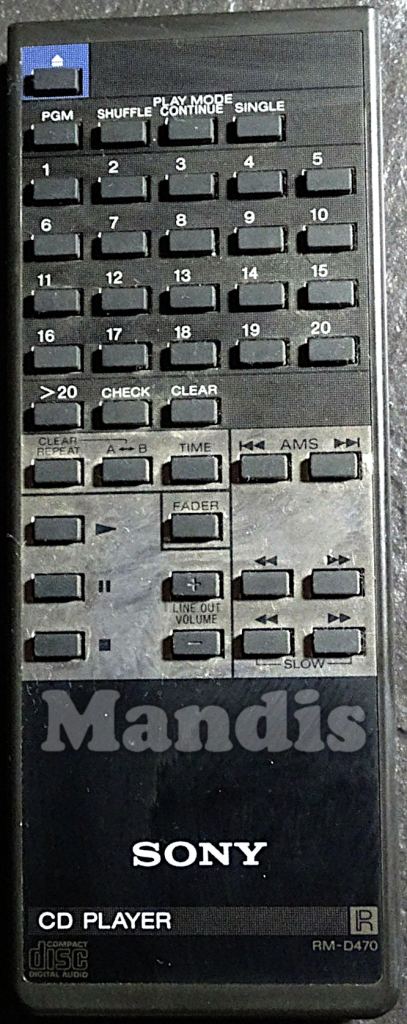 PLAY MODE
PGM SHUFFLE CONTINUE SINGLE
1 2 3 4 5
6 7 8 9 10
11 12 13 14 15
16 17 18 19 20
>20 CHECK CLEAR
CLEAR
REPEAT A ↔ B TIME AMS
FADER
+
LINE OUT
VOLUME
−
SLOW
Mandis
SONY
CD PLAYER R
RM-D470
COMPACT
disc
DIGITAL AUDIO